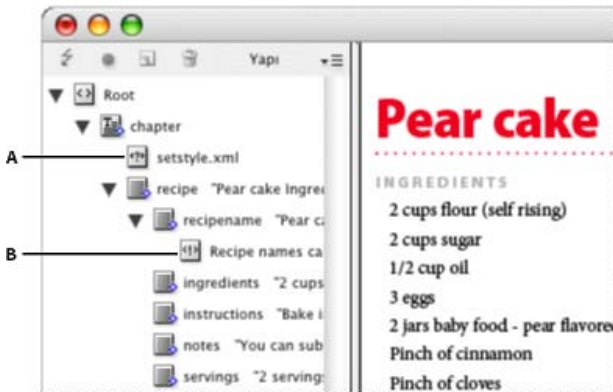 Yapı
Root
chapter
A
setstyle.xml
recipe "Pear cake Ingre
recipename "Pear c
B
Recipe names ca
ingredients "2 cups
instructions "Bake i
notes "You can sub
servings "2 serving
Pear cake
INGREDIENTS
2 cups flour (self rising)
2 cups sugar
1/2 cup oil
3 eggs
2 jars baby food - pear flavored
Pinch of cinnamon
Pinch of cloves